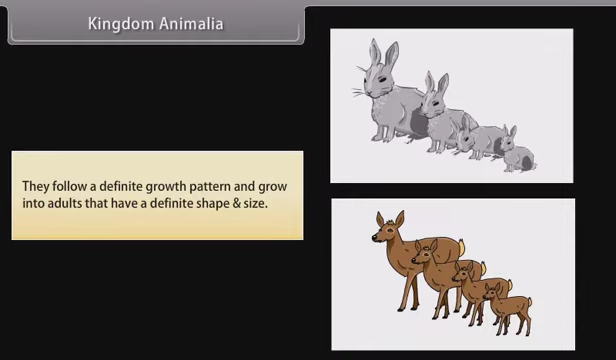 Kingdom Animalia
They follow a definite growth pattern and grow
into adults that have a definite shape & size.